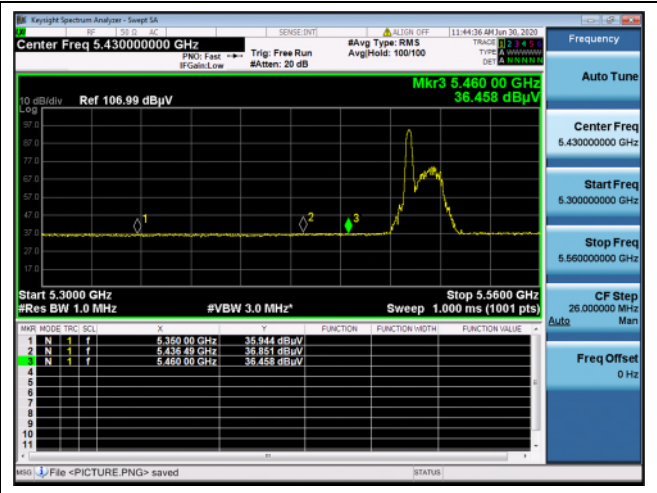 Keysight Spectrum Analyzer - Swept SA
RF 50 Ω AC SENSE:INT ALIGN OFF 11:44:36 AM Jun 30, 2020
Center Freq 5.430000000 GHz
PNO: Fast
IFGain:Low
Trig: Free Run
#Atten: 20 dB
#Avg Type: RMS
Avg|Hold: 100/100
TRACE 1 2 3 4 5 6
TYPE A WWWWW
DET A N N N N N
Mkr3 5.460 00 GHz
36.458 dBµV
10 dB/div Ref 106.99 dBµV
Log
97.0
87.0
77.0
67.0
57.0
47.0
37.0
27.0
17.0
1
2
3
Start 5.3000 GHz Stop 5.5600 GHz
#Res BW 1.0 MHz #VBW 3.0 MHz* Sweep 1.000 ms (1001 pts)
MKR MODE TRC SCL X Y FUNCTION FUNCTION WIDTH FUNCTION VALUE
1 N 1 f 5.350 00 GHz 35.944 dBµV
2 N 1 f 5.436 49 GHz 36.851 dBµV
3 N 1 f 5.460 00 GHz 36.458 dBµV
4
5
6
7
8
9
10
11
MSG File <PICTURE.PNG> saved STATUS
Frequency
Auto Tune
Center Freq
5.430000000 GHz
Start Freq
5.300000000 GHz
Stop Freq
5.560000000 GHz
CF Step
26.000000 MHz
Auto Man
Freq Offset
0 Hz